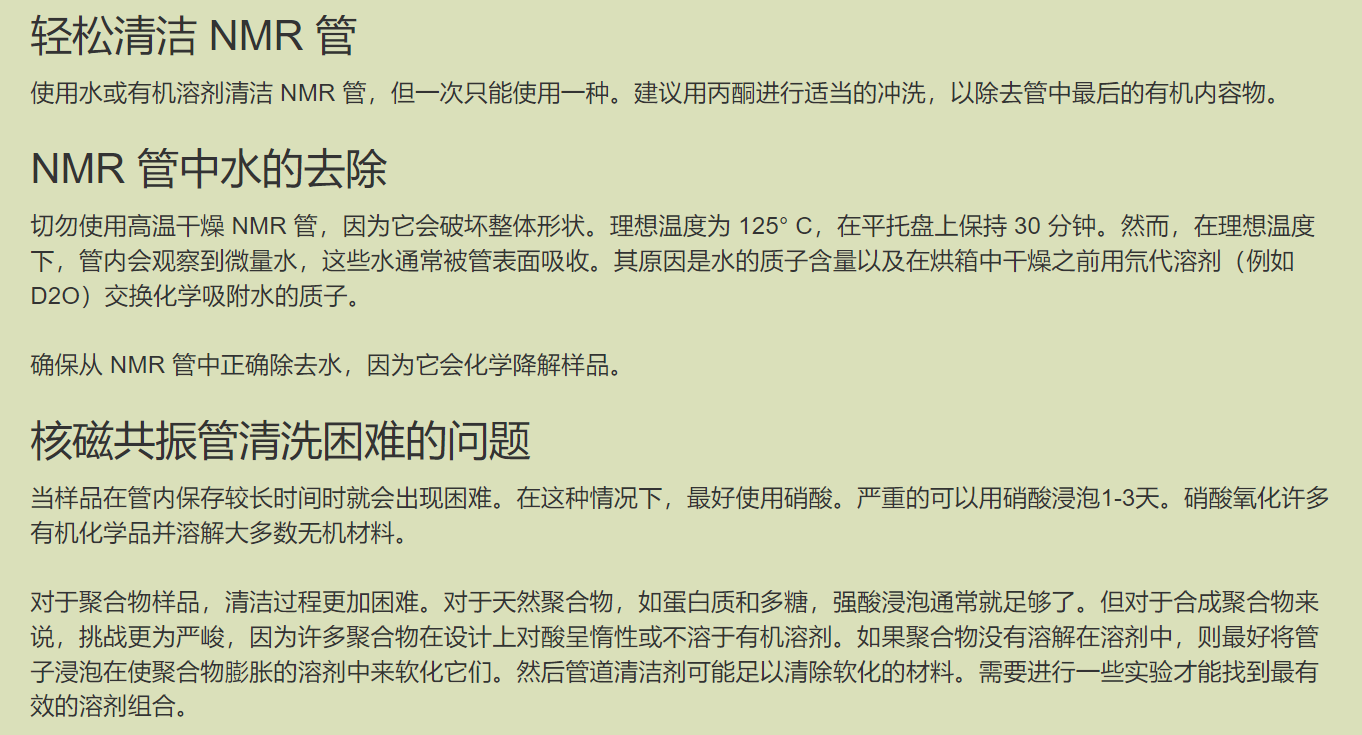 轻松清洁 NMR 管
使用水或有机溶剂清洁 NMR 管，但一次只能使用一种。建议用丙酮进行适当的冲洗，以除去管中最后的有机内容物。
NMR 管中水的去除
切勿使用高温干燥 NMR 管，因为它会破坏整体形状。理想温度为 125° C，在平托盘上保持 30 分钟。然而，在理想温度
下，管内会观察到微量水，这些水通常被管表面吸收。其原因是水的质子含量以及在烘箱中干燥之前用氘代溶剂（例如
D2O）交换化学吸附水的质子。
确保从 NMR 管中正确除去水，因为它会化学降解样品。
核磁共振管清洗困难的问题
当样品在管内保存较长时间时就会出现困难。在这种情况下，最好使用硝酸。严重的可以用硝酸浸泡1-3天。硝酸氧化许多
有机化学品并溶解大多数无机材料。
对于聚合物样品，清洁过程更加困难。对于天然聚合物，如蛋白质和多糖，强酸浸泡通常就足够了。但对于合成聚合物来
说，挑战更为严峻，因为许多聚合物在设计上对酸呈惰性或不溶于有机溶剂。如果聚合物没有溶解在溶剂中，则最好将管
子浸泡在使聚合物膨胀的溶剂中来软化它们。然后管道清洁剂可能足以清除软化的材料。需要进行一些实验才能找到最有
效的溶剂组合。